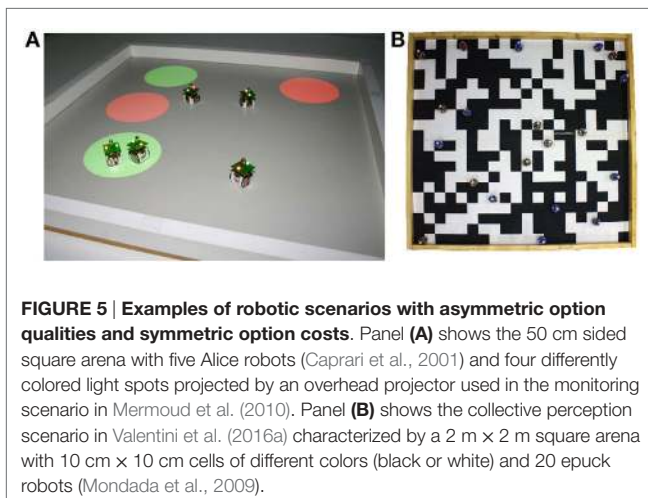 A
B
FIGURE 5 | Examples of robotic scenarios with asymmetric option
qualities and symmetric option costs. Panel (A) shows the 50 cm sided
square arena with five Alice robots (Caprari et al., 2001) and four differently
colored light spots projected by an overhead projector used in the monitoring
scenario in Mermoud et al. (2010). Panel (B) shows the collective perception
scenario in Valentini et al. (2016a) characterized by a 2 m × 2 m square arena
with 10 cm × 10 cm cells of different colors (black or white) and 20 epuck
robots (Mondada et al., 2009).